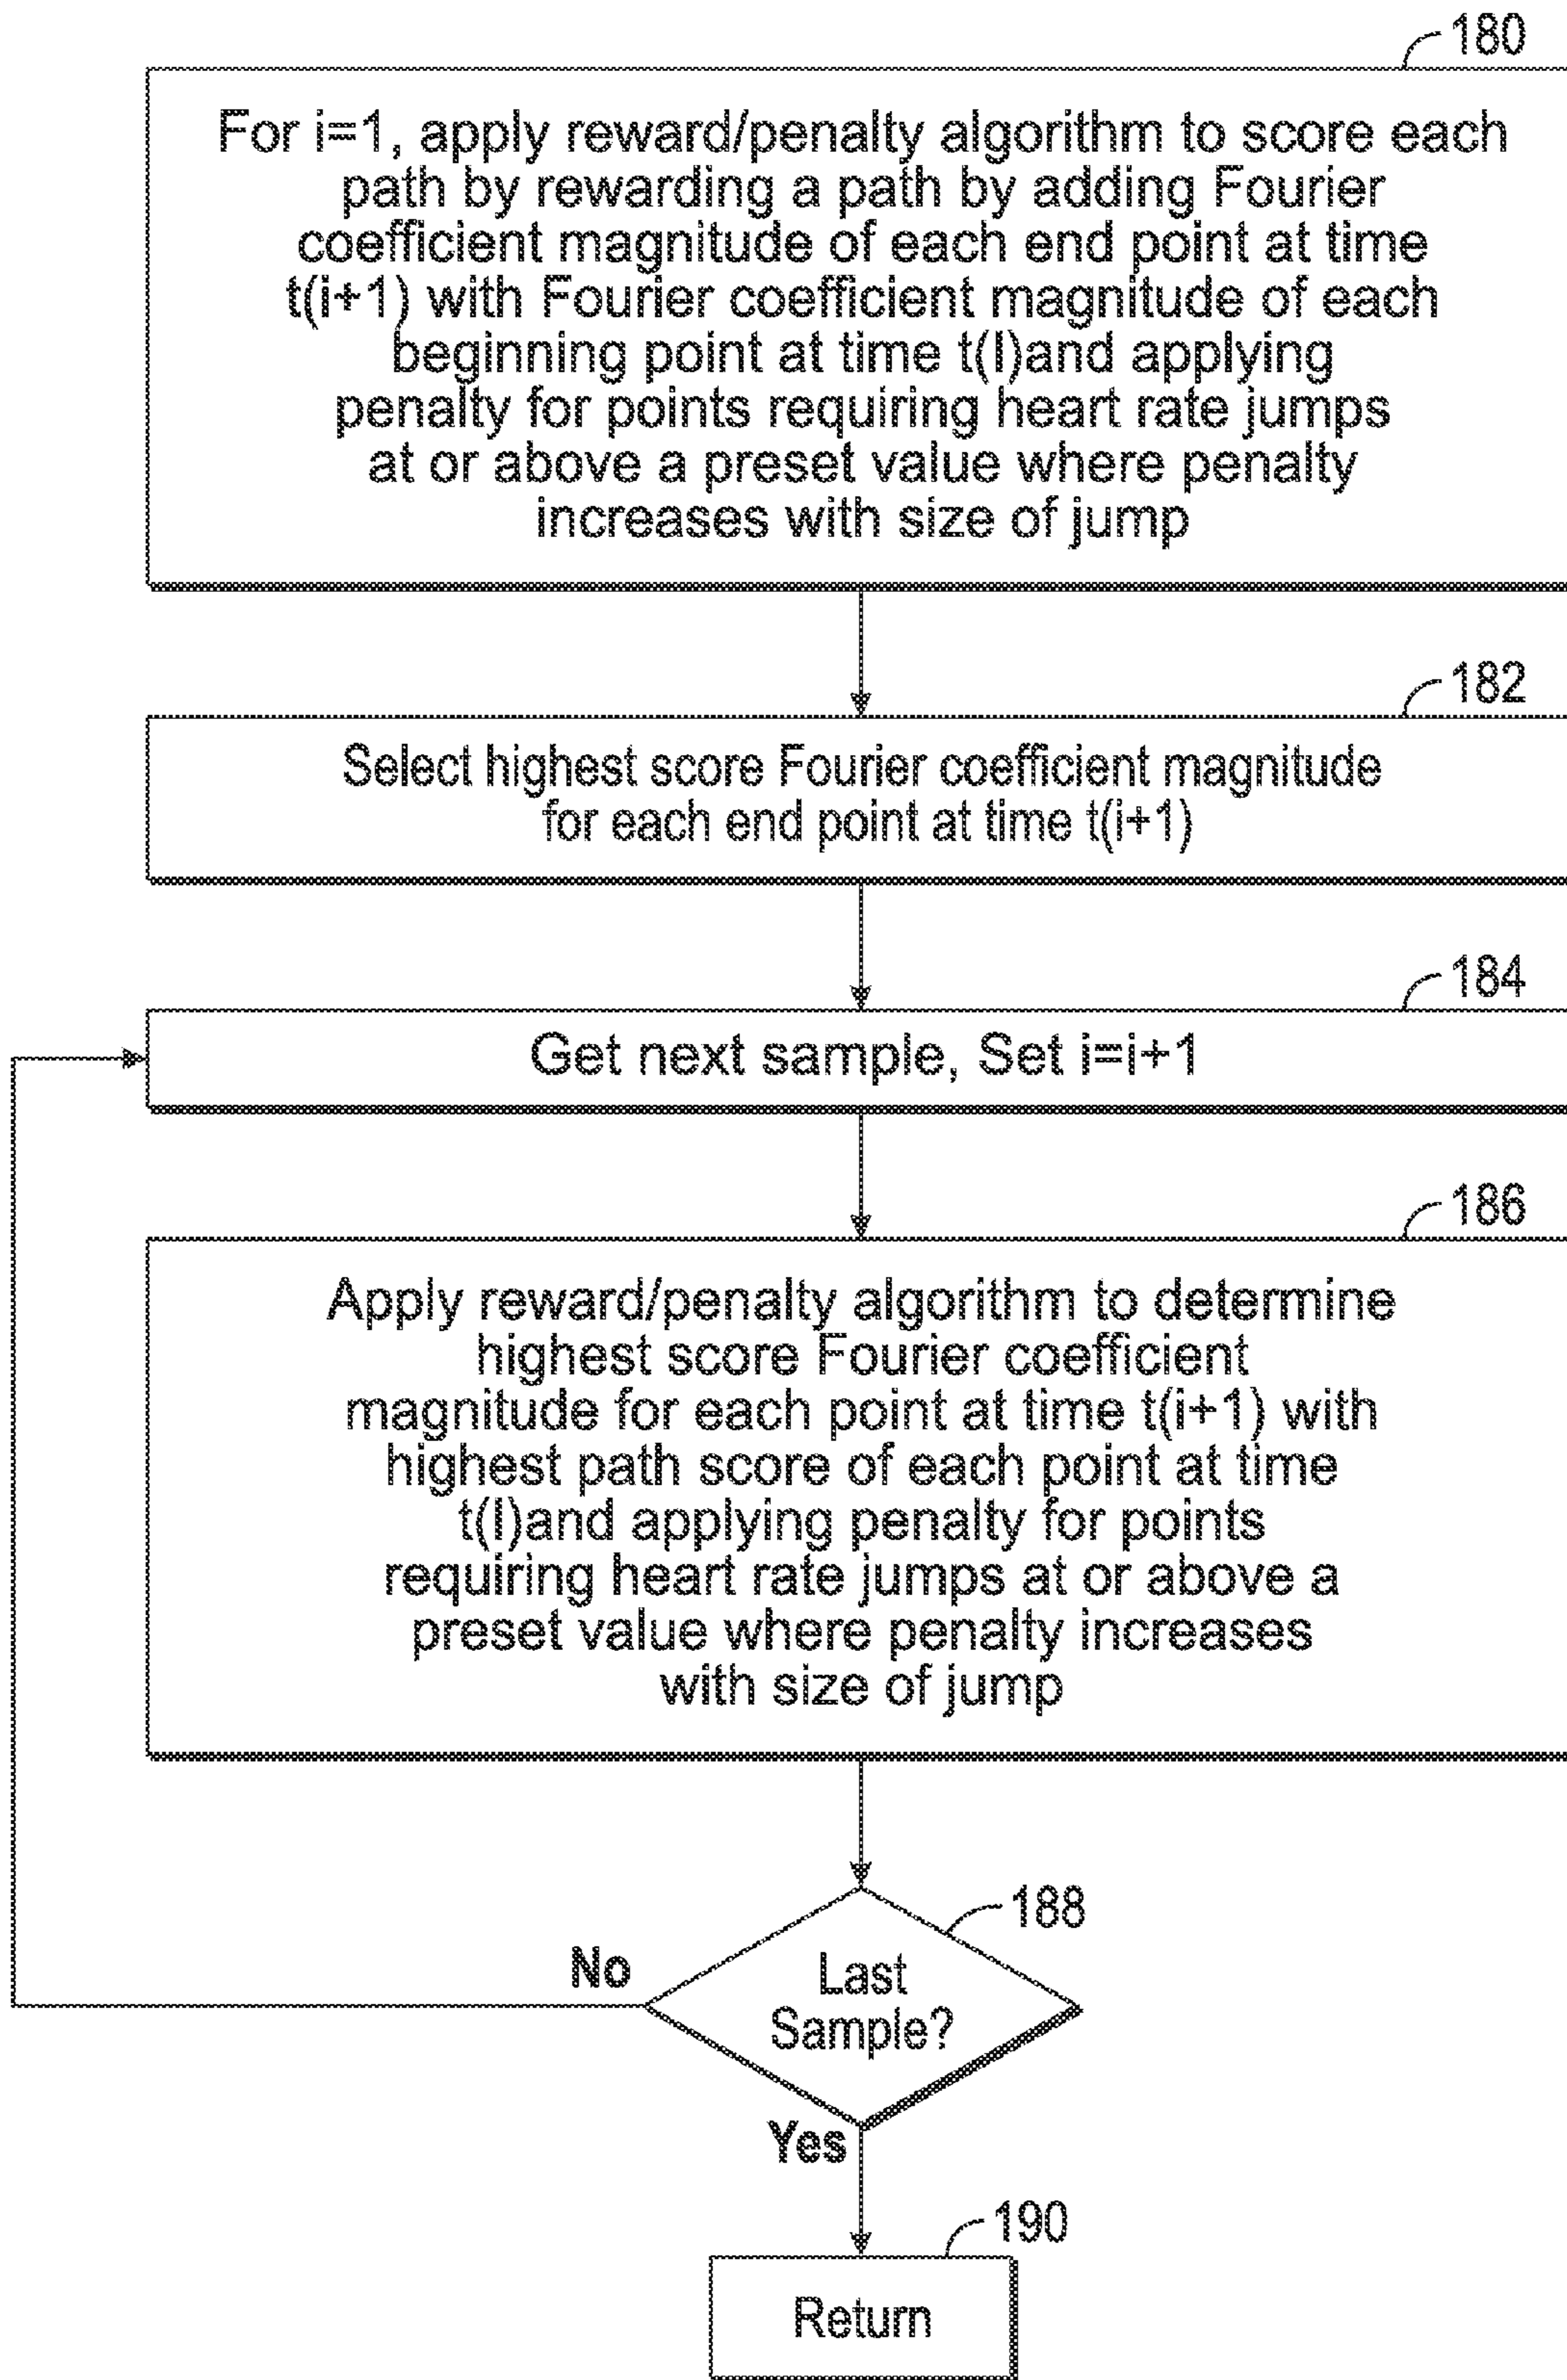 180
For i=1, apply reward/penalty algorithm to score each
path by rewarding a path by adding Fourier
coefficient magnitude of each end point at time
t(i+1) with Fourier coefficient magnitude of each
beginning point at time t(I)and applying
penalty for points requiring heart rate jumps
at or above a preset value where penalty
increases with size of jump
182
Select highest score Fourier coefficient magnitude
for each end point at time t(i+1)
184
Get next sample, Set i=i+1
186
Apply reward/penalty algorithm to determine
highest score Fourier coefficient
magnitude for each point at time t(i+1) with
highest path score of each point at time
t(I)and applying penalty for points
requiring heart rate jumps at or above a
preset value where penalty increases
with size of jump
188
No
Last
Sample?
Yes
190
Return